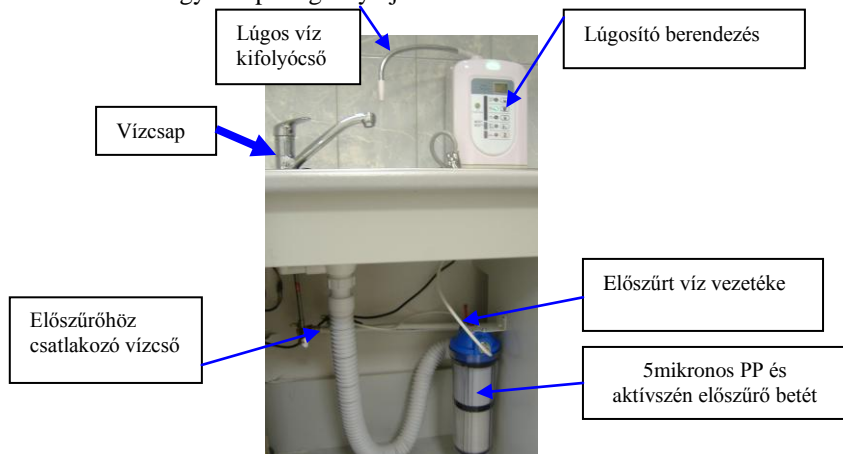 Lúgos víz
kifolyócső
Lúgosító berendezés
Vízcsap
Előszűrt víz vezetéke
Előszűrőhöz
csatlakozó vízcső
5mikronos PP és
aktívszén előszűrő betét